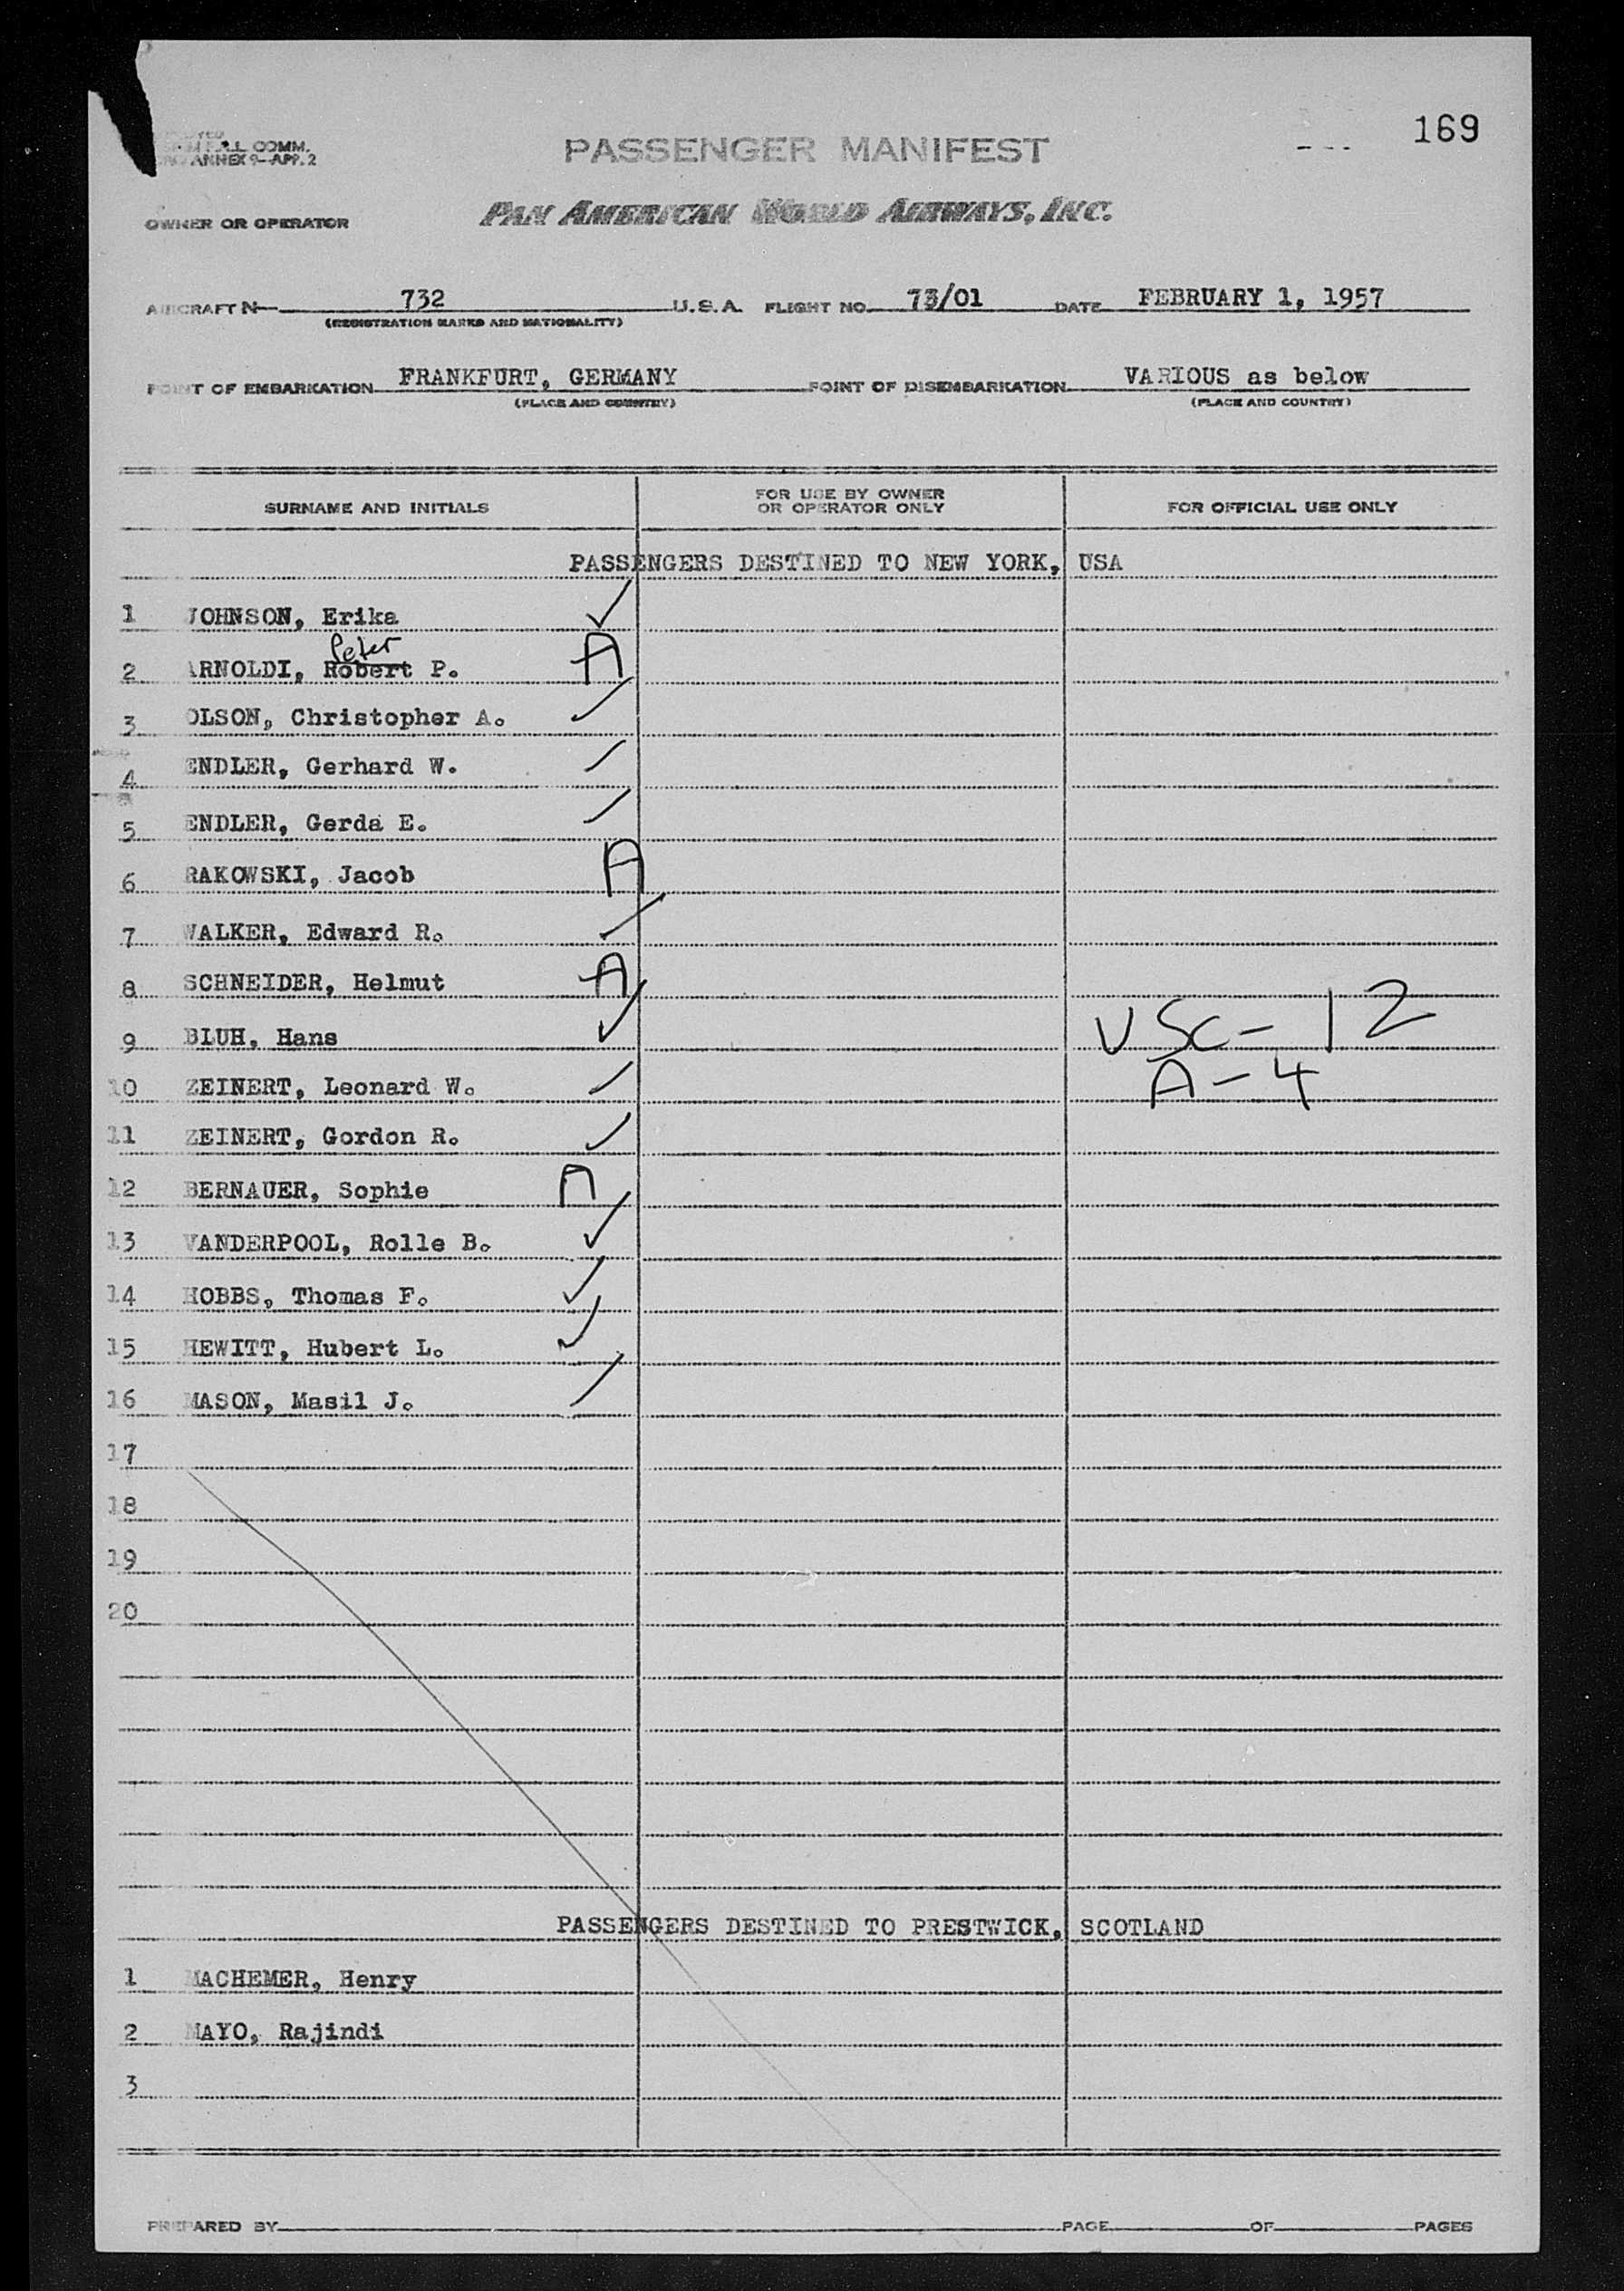 169
F.A.L. COMM.
ANNEX 9—APP. 2
PASSENGER MANIFEST
OWNER OR OPERATOR PAN AMERICAN WORLD AIRWAYS, INC.
AIRCRAFT N— 732 U.S.A. FLIGHT NO. 73/01 DATE FEBRUARY 1, 1957
(REGISTRATION MARKS AND NATIONALITY)
POINT OF EMBARKATION FRANKFURT, GERMANY POINT OF DISEMBARKATION VARIOUS as below
(PLACE AND COUNTRY) (PLACE AND COUNTRY)
SURNAME AND INITIALS FOR USE BY OWNER OR OPERATOR ONLY FOR OFFICIAL USE ONLY
PASSENGERS DESTINED TO NEW YORK, USA
1 JOHNSON, Erika ✓
Peter
2 ARNOLDI, Robert P. A
3 OLSON, Christopher A. ✓
4 ENDLER, Gerhard W. ✓
5 ENDLER, Gerda E. ✓
6 RAKOWSKI, Jacob A
7 WALKER, Edward R. ✓
8 SCHNEIDER, Helmut A
9 BLUH, Hans ✓ USC - 12
10 ZEINERT, Leonard W. ✓ A - 4
11 ZEINERT, Gordon R. ✓
12 BERNAUER, Sophie A
13 VANDERPOOL, Rolle B. ✓
14 HOBBS, Thomas F. ✓
15 HEWITT, Hubert L. ✓
16 MASON, Masil J. ✓
17
18
19
20
PASSENGERS DESTINED TO PRESTWICK, SCOTLAND
1 MACHEMER, Henry
2 MAYO, Rajindi
3
PREPARED BY PAGE OF PAGES